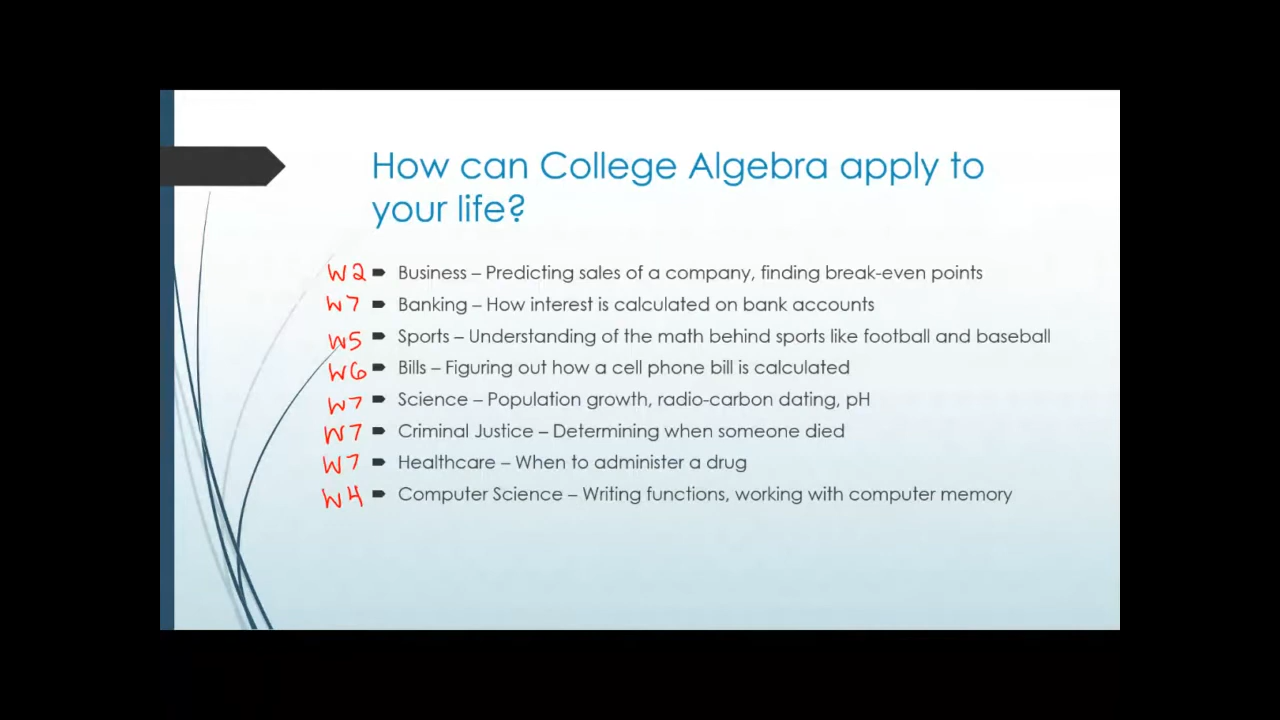 How can College Algebra apply to
your life?
W2 Business – Predicting sales of a company, finding break-even points
W7 Banking – How interest is calculated on bank accounts
W5 Sports – Understanding of the math behind sports like football and baseball
W6 Bills – Figuring out how a cell phone bill is calculated
W7 Science – Population growth, radio-carbon dating, pH
W7 Criminal Justice – Determining when someone died
W7 Healthcare – When to administer a drug
W4 Computer Science – Writing functions, working with computer memory